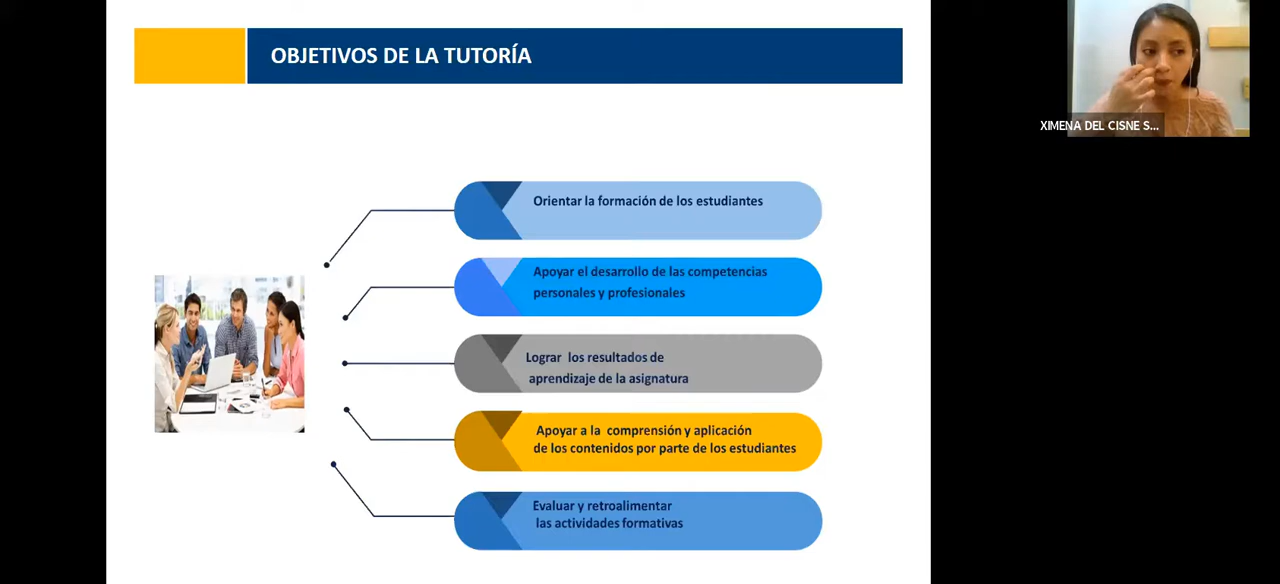 OBJETIVOS DE LA TUTORÍA
XIMENA DEL CISNE S...
Orientar la formación de los estudiantes
Apoyar el desarrollo de las competencias
personales y profesionales
Lograr los resultados de
aprendizaje de la asignatura
Apoyar a la comprensión y aplicación
de los contenidos por parte de los estudiantes
Evaluar y retroalimentar
las actividades formativas